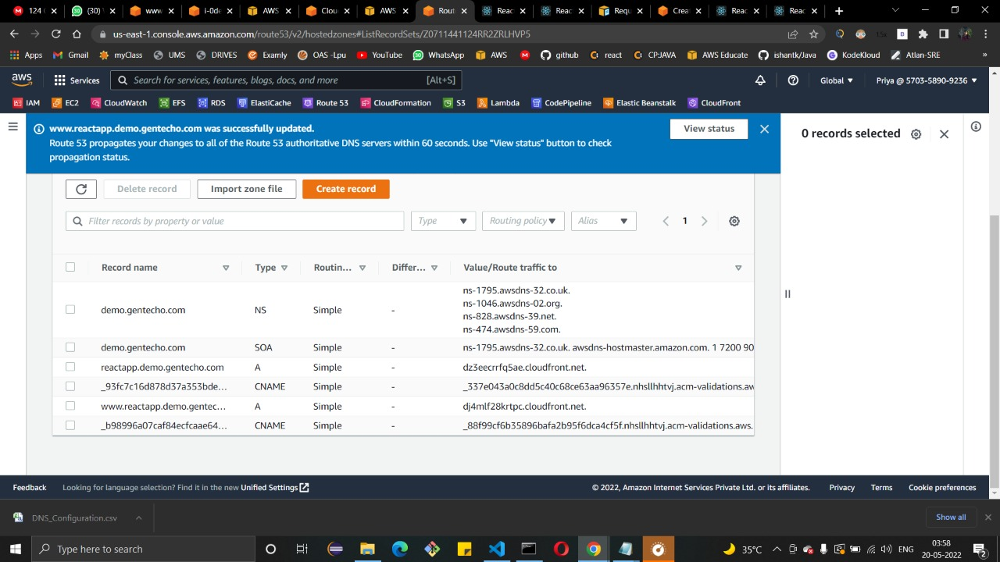 124 (
(30) V
www
i-0de
AWS
Clou
AWS
Route
Reac
Reac
Requ
Crea
Reac
Reac
us-east-1.console.aws.amazon.com/route53/v2/hostedzones#ListRecordSets/Z0711441124RR2ZRLHVP5
1.5x
Apps
Gmail
myClass
UMS
DRIVES
Examly
OAS -Lpu
YouTube
WhatsApp
AWS
github
react
CPJAVA
AWS Educate
ishantk/Java
KodeKloud
Atlan-SRE
»
aws
Services
Search for services, features, blogs, docs, and more
[Alt+S]
Global
Priya @ 5703-5890-9236
IAM
EC2
CloudWatch
EFS
RDS
ElastiCache
Route 53
CloudFormation
S3
Lambda
CodePipeline
Elastic Beanstalk
CloudFront
www.reactapp.demo.gentecho.com was successfully updated.
Route 53 propagates your changes to all of the Route 53 authoritative DNS servers within 60 seconds. Use "View status" button to check
propagation status.
View status
0 records selected
Delete record
Import zone file
Create record
Filter records by property or value
Type
Routing policy
Alias
1
Record name
Type
Routin...
Differ...
Value/Route traffic to
demo.gentecho.com
NS
Simple
-
ns-1795.awsdns-32.co.uk.
ns-1046.awsdns-02.org.
ns-828.awsdns-39.net.
ns-474.awsdns-59.com.
demo.gentecho.com
SOA
Simple
-
ns-1795.awsdns-32.co.uk. awsdns-hostmaster.amazon.com. 1 7200 90
reactapp.demo.gentecho.com
A
Simple
-
dz3eecrrfq5ae.cloudfront.net.
_93fc7c16d878d37a353bde...
CNAME
Simple
-
_337e043a0c8dd5c40c68ce63aa96357e.nhsllhhtvj.acm-validations.aw
www.reactapp.demo.gentec...
A
Simple
-
dj4mlf28krtpc.cloudfront.net.
_b98996a07caf84ecfcaae64...
CNAME
Simple
-
_88f99cf6b35896bafa2b95f6dca4cf5f.nhsllhhtvj.acm-validations.aws.
Feedback
Looking for language selection? Find it in the new Unified Settings
© 2022, Amazon Internet Services Private Ltd. or its affiliates.
Privacy
Terms
Cookie preferences
DNS_Configuration.csv
Show all
Type here to search
35°C
ENG
03:58
20-05-2022
2